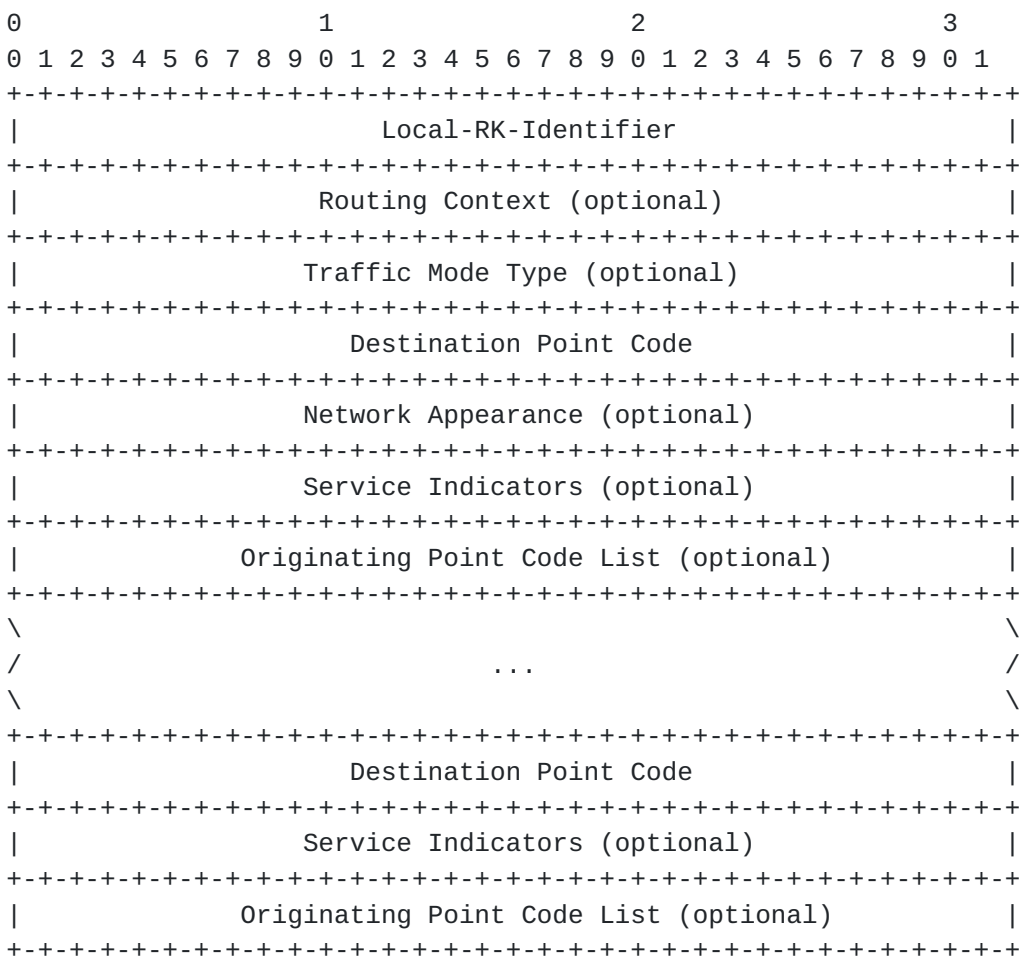 0                   1                   2                   3
0 1 2 3 4 5 6 7 8 9 0 1 2 3 4 5 6 7 8 9 0 1 2 3 4 5 6 7 8 9 0 1
+-+-+-+-+-+-+-+-+-+-+-+-+-+-+-+-+-+-+-+-+-+-+-+-+-+-+-+-+-+-+-+-+
|                       Local-RK-Identifier                     |
+-+-+-+-+-+-+-+-+-+-+-+-+-+-+-+-+-+-+-+-+-+-+-+-+-+-+-+-+-+-+-+-+
|                   Routing Context (optional)                  |
+-+-+-+-+-+-+-+-+-+-+-+-+-+-+-+-+-+-+-+-+-+-+-+-+-+-+-+-+-+-+-+-+
|                  Traffic Mode Type (optional)                 |
+-+-+-+-+-+-+-+-+-+-+-+-+-+-+-+-+-+-+-+-+-+-+-+-+-+-+-+-+-+-+-+-+
|                     Destination Point Code                    |
+-+-+-+-+-+-+-+-+-+-+-+-+-+-+-+-+-+-+-+-+-+-+-+-+-+-+-+-+-+-+-+-+
|                  Network Appearance (optional)                |
+-+-+-+-+-+-+-+-+-+-+-+-+-+-+-+-+-+-+-+-+-+-+-+-+-+-+-+-+-+-+-+-+
|                  Service Indicators (optional)                |
+-+-+-+-+-+-+-+-+-+-+-+-+-+-+-+-+-+-+-+-+-+-+-+-+-+-+-+-+-+-+-+-+
|              Originating Point Code List (optional)           |
+-+-+-+-+-+-+-+-+-+-+-+-+-+-+-+-+-+-+-+-+-+-+-+-+-+-+-+-+-+-+-+-+
\                                                               \
/                              ...                              /
\                                                               \
+-+-+-+-+-+-+-+-+-+-+-+-+-+-+-+-+-+-+-+-+-+-+-+-+-+-+-+-+-+-+-+-+
|                     Destination Point Code                    |
+-+-+-+-+-+-+-+-+-+-+-+-+-+-+-+-+-+-+-+-+-+-+-+-+-+-+-+-+-+-+-+-+
|                  Service Indicators (optional)                |
+-+-+-+-+-+-+-+-+-+-+-+-+-+-+-+-+-+-+-+-+-+-+-+-+-+-+-+-+-+-+-+-+
|              Originating Point Code List (optional)           |
+-+-+-+-+-+-+-+-+-+-+-+-+-+-+-+-+-+-+-+-+-+-+-+-+-+-+-+-+-+-+-+-+